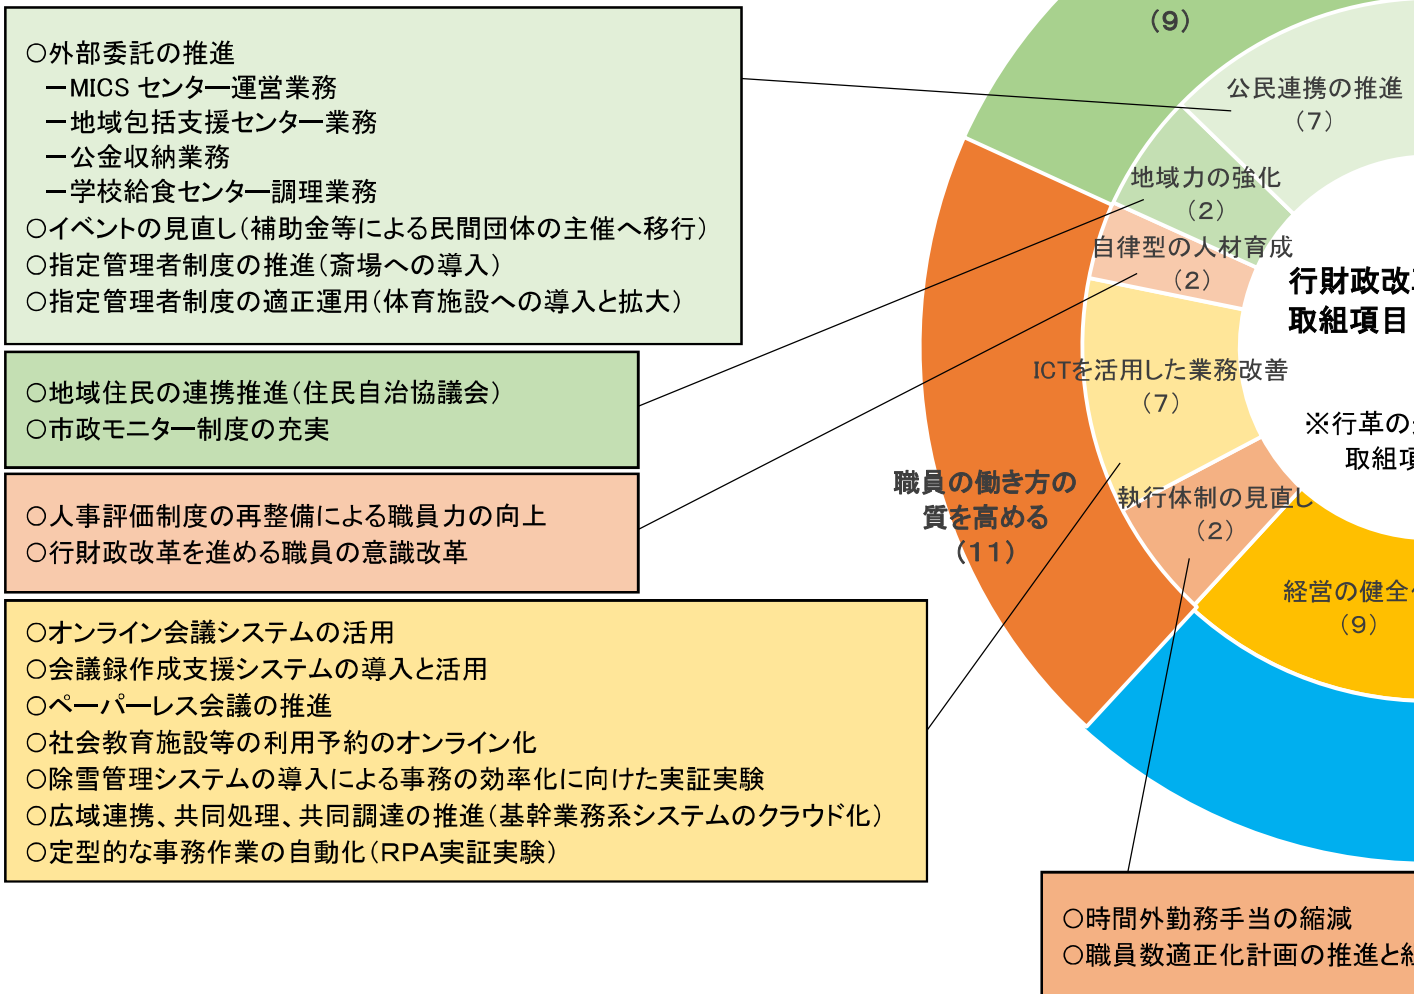 ○外部委託の推進
－MICS センター運営業務
－地域包括支援センター業務
－公金収納業務
－学校給食センター調理業務
○イベントの見直し（補助金等による民間団体の主催へ移行）
○指定管理者制度の推進（斎場への導入）
○指定管理者制度の適正運用（体育施設への導入と拡大）
○地域住民の連携推進（住民自治協議会）
○市政モニター制度の充実
○人事評価制度の再整備による職員力の向上
○行財政改革を進める職員の意識改革
○オンライン会議システムの活用
○会議録作成支援システムの導入と活用
○ペーパーレス会議の推進
○社会教育施設等の利用予約のオンライン化
○除雪管理システムの導入による事務の効率化に向けた実証実験
○広域連携、共同処理、共同調達の推進（基幹業務系システムのクラウド化）
○定型的な事務作業の自動化（RPA実証実験）
（9）
公民連携の推進
（7）
地域力の強化
（2）
自律型の人材育成
（2）
ICTを活用した業務改善
（7）
執行体制の見直し
（2）
経営の健全
（9）
職員の働き方の
質を高める
（11）
行財政改
取組項目
※行革の
取組項
○時間外勤務手当の縮減
○職員数適正化計画の推進と